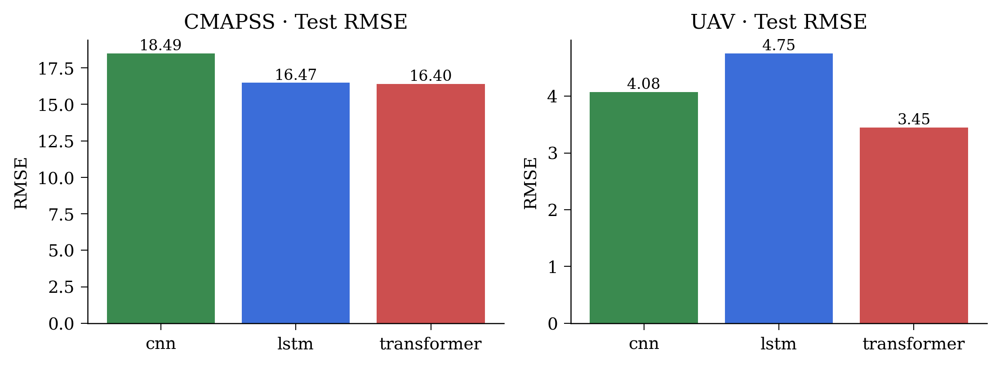 CMAPSS · Test RMSE
18.49
16.47
16.40
17.5
15.0
12.5
10.0
7.5
5.0
2.5
0.0
RMSE
cnn
lstm
transformer
UAV · Test RMSE
4.75
4.08
3.45
4
3
2
1
0
RMSE
cnn
lstm
transformer